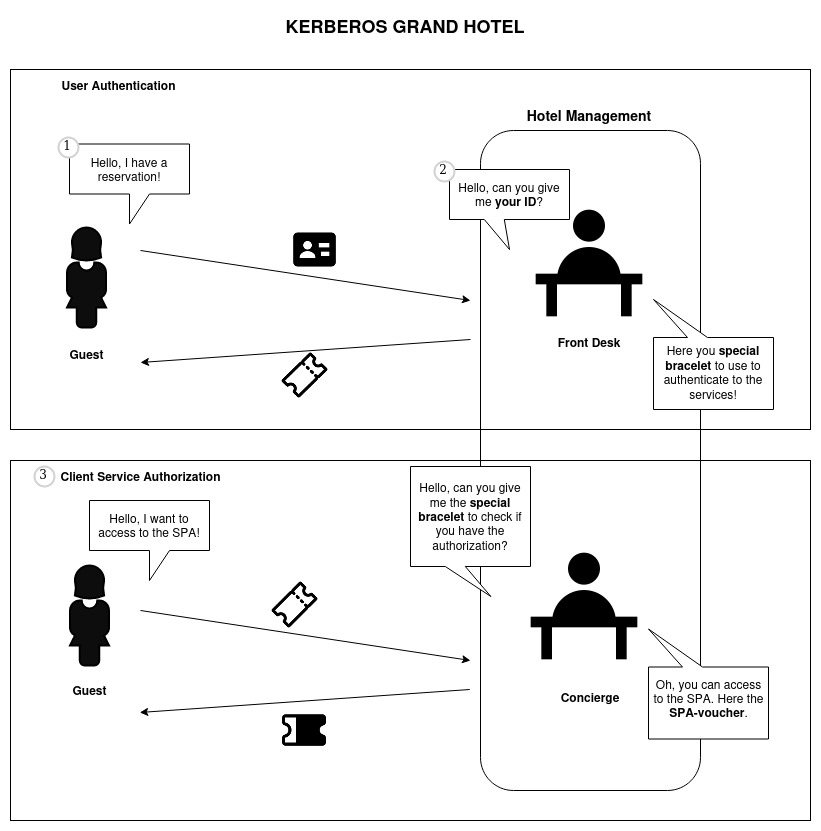 KERBEROS GRAND HOTEL
User Authentication
Hotel Management
1
Hello, I have a
reservation!
2
Hello, can you give
me your ID?
Guest
Front Desk
Here you special
bracelet to use to
authenticate to the
services!
3
Client Service Authorization
Hello, I want to
access to the SPA!
Hello, can you give
me the special
bracelet to check if
you have the
authorization?
Guest
Concierge
Oh, you can access
to the SPA. Here the
SPA-voucher.